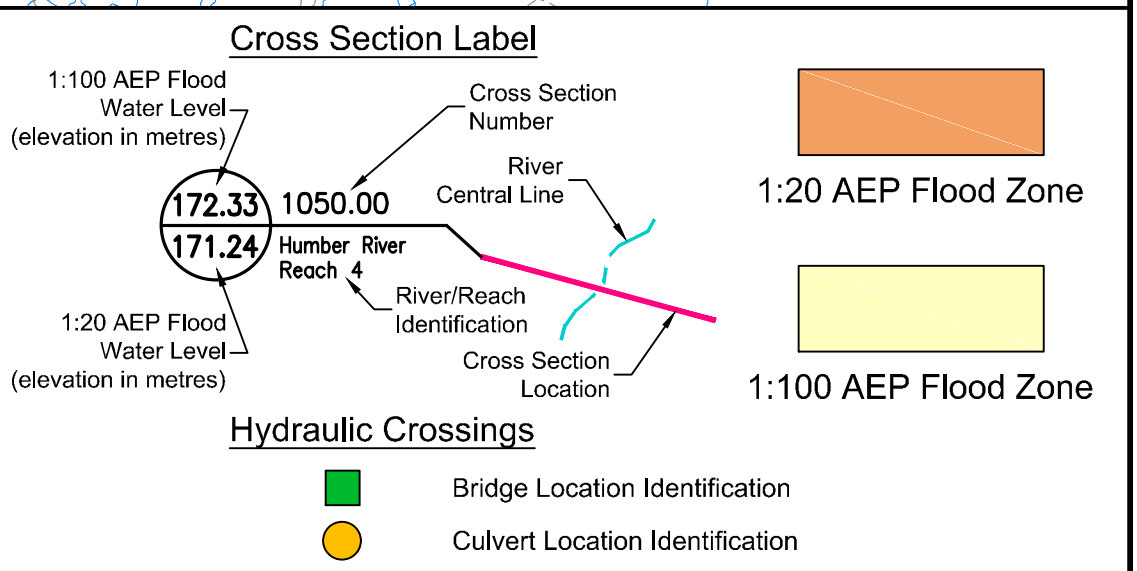 Cross Section Label
1:100 AEP Flood
Water Level
(elevation in metres)
Cross Section
Number
172.33
1050.00
171.24
Humber River
Reach 4
River
Central Line
River/Reach
Identification
1:20 AEP Flood
Water Level
(elevation in metres)
Cross Section
Location
1:20 AEP Flood Zone
1:100 AEP Flood Zone
Hydraulic Crossings
Bridge Location Identification
Culvert Location Identification